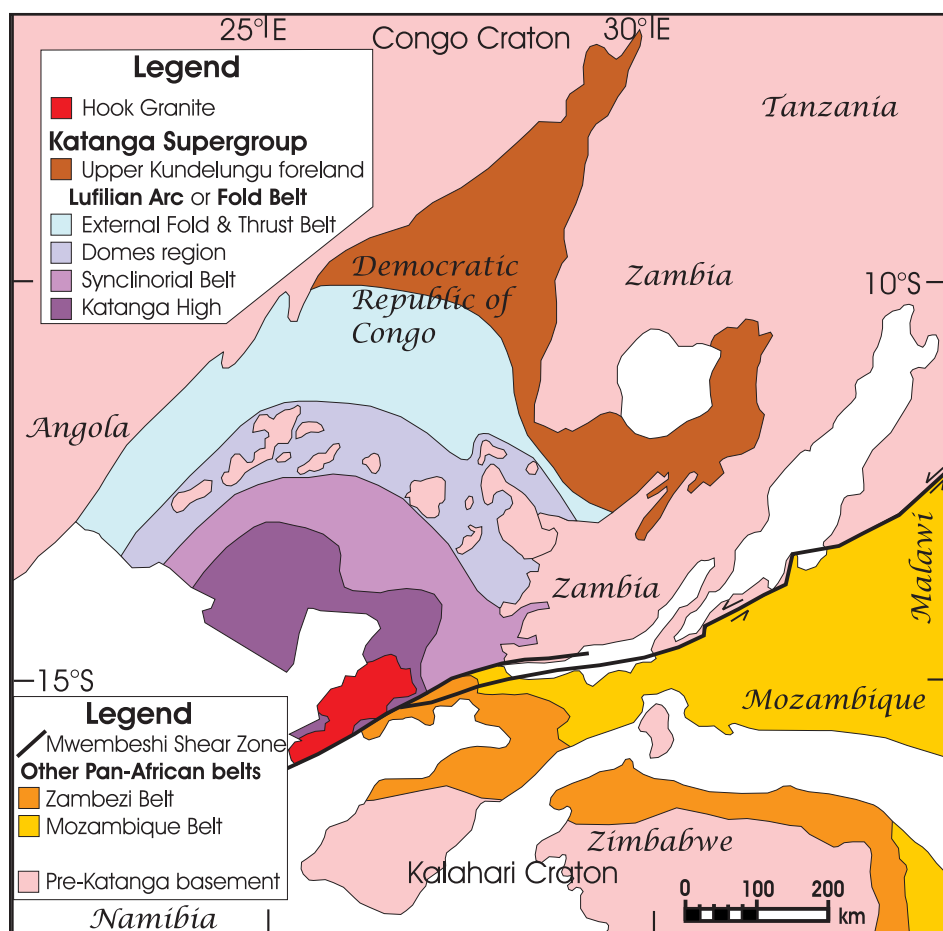 25°E
30°E
Congo Craton
Legend
Hook Granite
Katanga Supergroup
Upper Kundelungu foreland
Lufilian Arc or Fold Belt
External Fold & Thrust Belt
Domes region
Synclinorial Belt
Katanga High
Tanzania
Democratic
Republic of
Congo
Zambia
10°S
Angola
Zambia
Malawi
15°S
Mozambique
Legend
Mwembeshi Shear Zone
Other Pan-African belts
Zambezi Belt
Mozambique Belt
Pre-Katanga basement
Zimbabwe
Kalahari Craton
Namibia
0 100 200
km